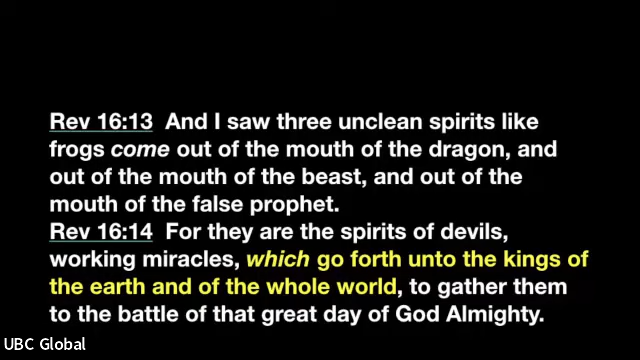 Rev 16:13 And I saw three unclean spirits like
frogs come out of the mouth of the dragon, and
out of the mouth of the beast, and out of the
mouth of the false prophet.
Rev 16:14 For they are the spirits of devils,
working miracles, which go forth unto the kings of
the earth and of the whole world, to gather them
to the battle of that great day of God Almighty.
UBC Global